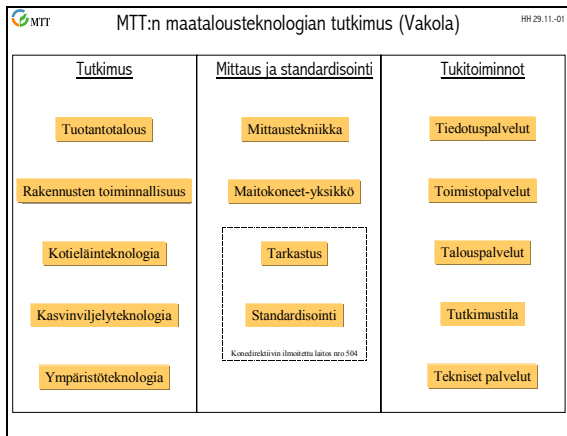 MTT
MTT:n maatalousteknologian tutkimus (Vakola)
HH 29.11.-01
Tutkimus
Tuotantotalous
Rakennusten toiminnallisuus
Kotieläinteknologia
Kasvinviljelyteknologia
Ympäristöteknologia
Mittaus ja standardisointi
Mittaustekniikka
Maitokoneet-yksikkö
Tarkastus
Standardisointi
Konedirektiivin ilmoitettu laitos nro 504
Tukitoiminnot
Tiedotuspalvelut
Toimistopalvelut
Talouspalvelut
Tutkimustila
Tekniset palvelut